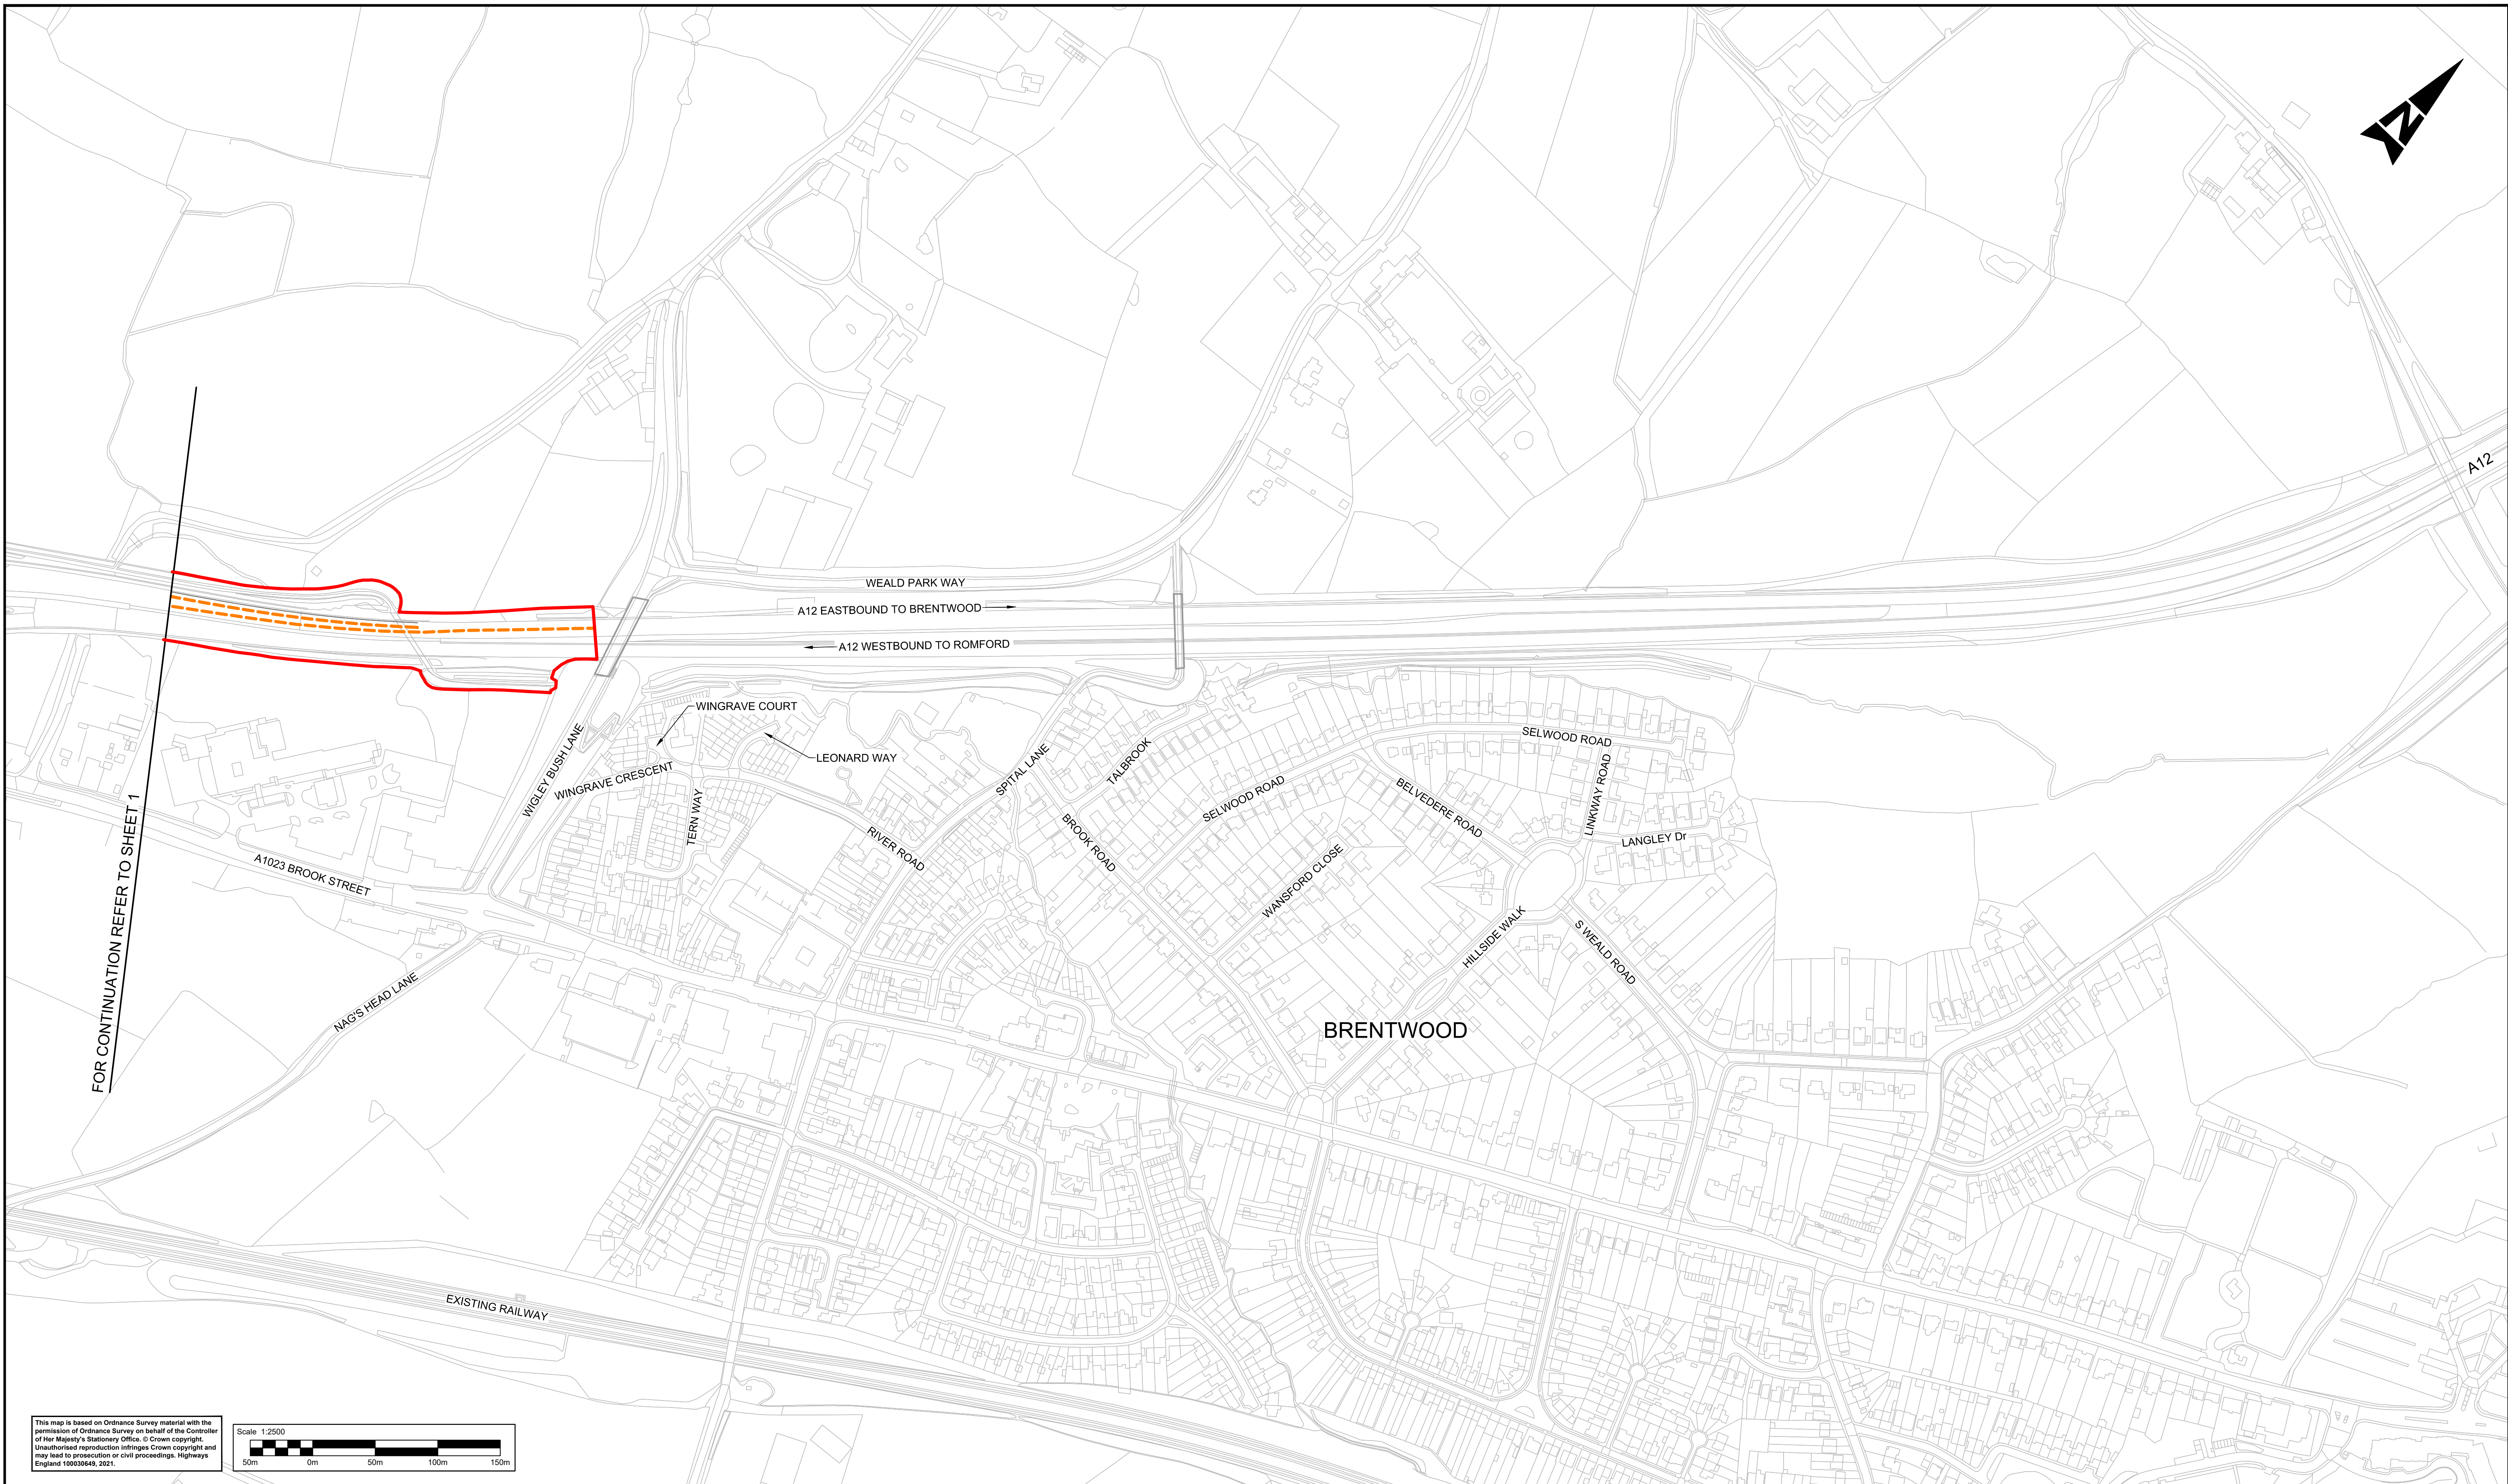 N
A12
WEALD PARK WAY
A12 EASTBOUND TO BRENTWOOD
A12 WESTBOUND TO ROMFORD
WINGRAVE COURT
LEONARD WAY
WIGLEY BUSH LANE
WINGRAVE CRESCENT
TERN WAY
RIVER ROAD
SPITAL LANE
TALBROOK
BROOK ROAD
SELWOOD ROAD
SELWOOD ROAD
BELVEDERE ROAD
LINKWAY ROAD
LANGLEY Dr
WANSFORD CLOSE
HILLSIDE WALK
S WEALD ROAD
BRENTWOOD
A1023 BROOK STREET
NAG'S HEAD LANE
FOR CONTINUATION REFER TO SHEET 1
EXISTING RAILWAY
This map is based on Ordnance Survey material with the
permission of Ordnance Survey on behalf of the Controller
of Her Majesty's Stationery Office. © Crown copyright.
Unauthorised reproduction infringes Crown copyright and
may lead to prosecution or civil proceedings. Highways
England 100030649, 2021.
Scale 1:2500
50m 0m 50m 100m 150m